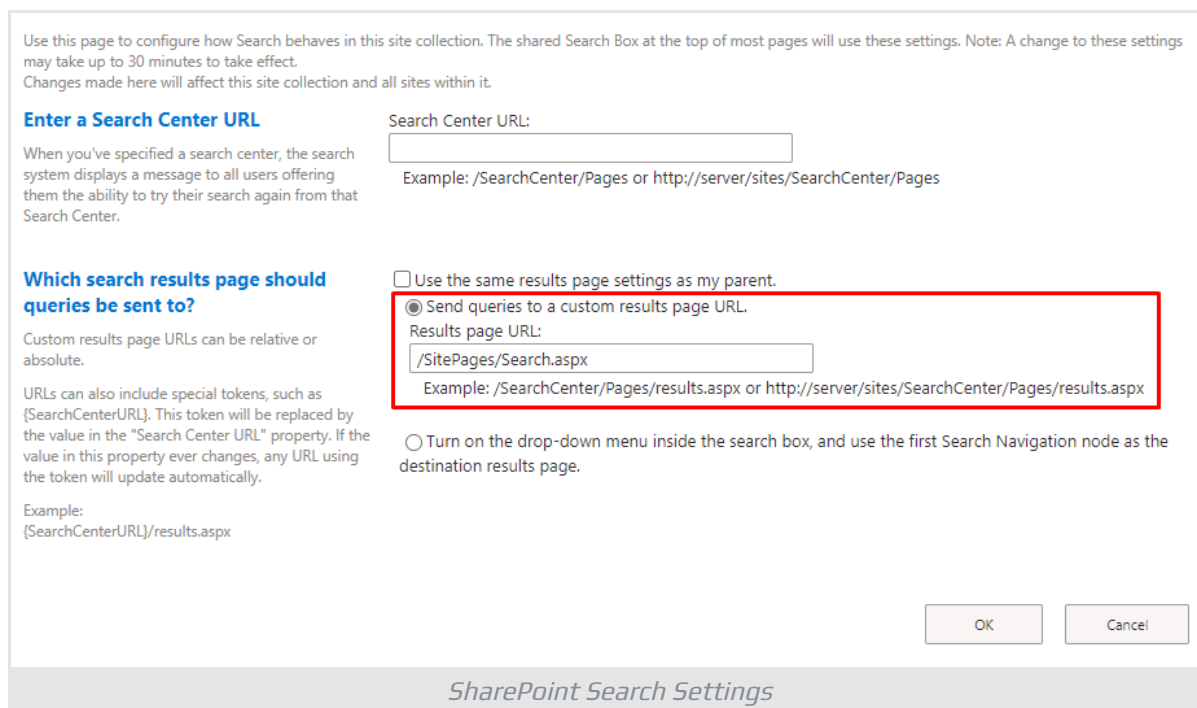 Use this page to configure how Search behaves in this site collection. The shared Search Box at the top of most pages will use these settings. Note: A change to these settings
may take up to 30 minutes to take effect.
Changes made here will affect this site collection and all sites within it.
Enter a Search Center URL
When you've specified a search center, the search
system displays a message to all users offering
them the ability to try their search again from that
Search Center.
Search Center URL:
Example: /SearchCenter/Pages or http://server/sites/SearchCenter/Pages
Which search results page should
queries be sent to?
Custom results page URLs can be relative or
absolute.
URLs can also include special tokens, such as
{SearchCenterURL}. This token will be replaced by
the value in the "Search Center URL" property. If the
value in this property ever changes, any URL using
the token will update automatically.
Example:
{SearchCenterURL}/results.aspx
Use the same results page settings as my parent.
Send queries to a custom results page URL.
Results page URL:
/SitePages/Search.aspx
Example: /SearchCenter/Pages/results.aspx or http://server/sites/SearchCenter/Pages/results.aspx
Turn on the drop-down menu inside the search box, and use the first Search Navigation node as the
destination results page.
OK
Cancel
SharePoint Search Settings